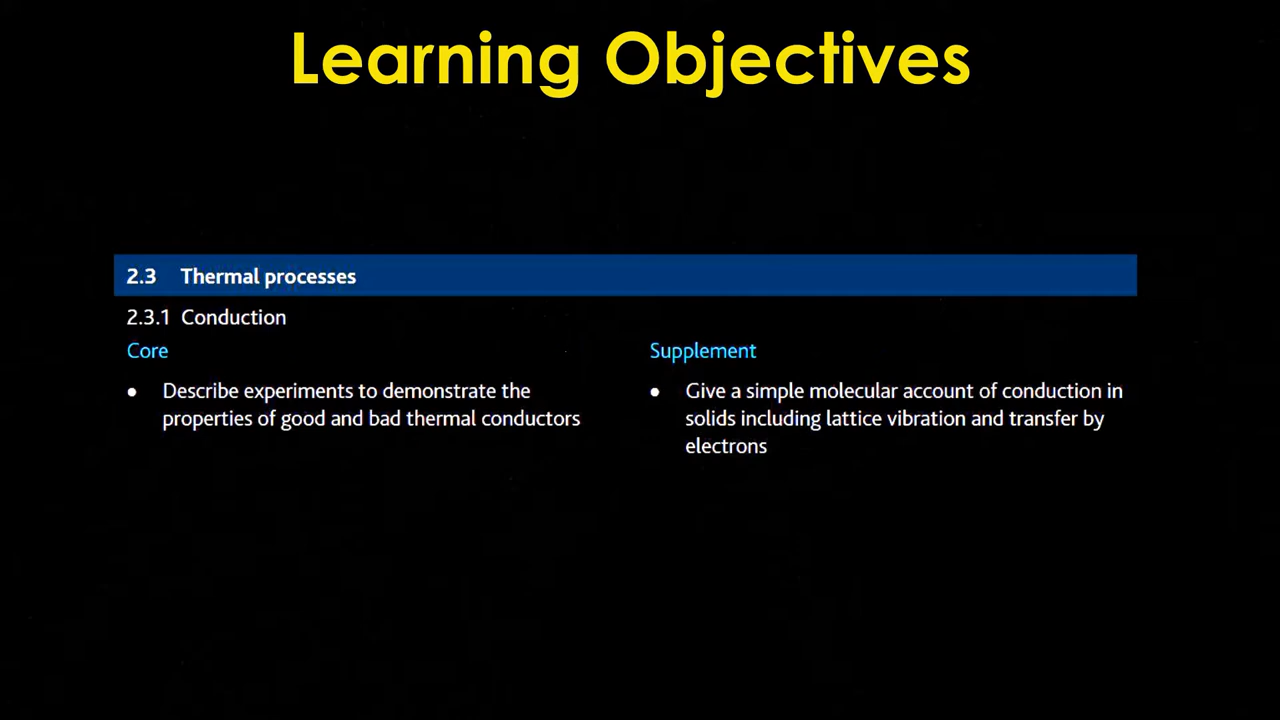 Learning Objectives
2.3 Thermal processes
2.3.1 Conduction
Core
• Describe experiments to demonstrate the
properties of good and bad thermal conductors
Supplement
• Give a simple molecular account of conduction in
solids including lattice vibration and transfer by
electrons